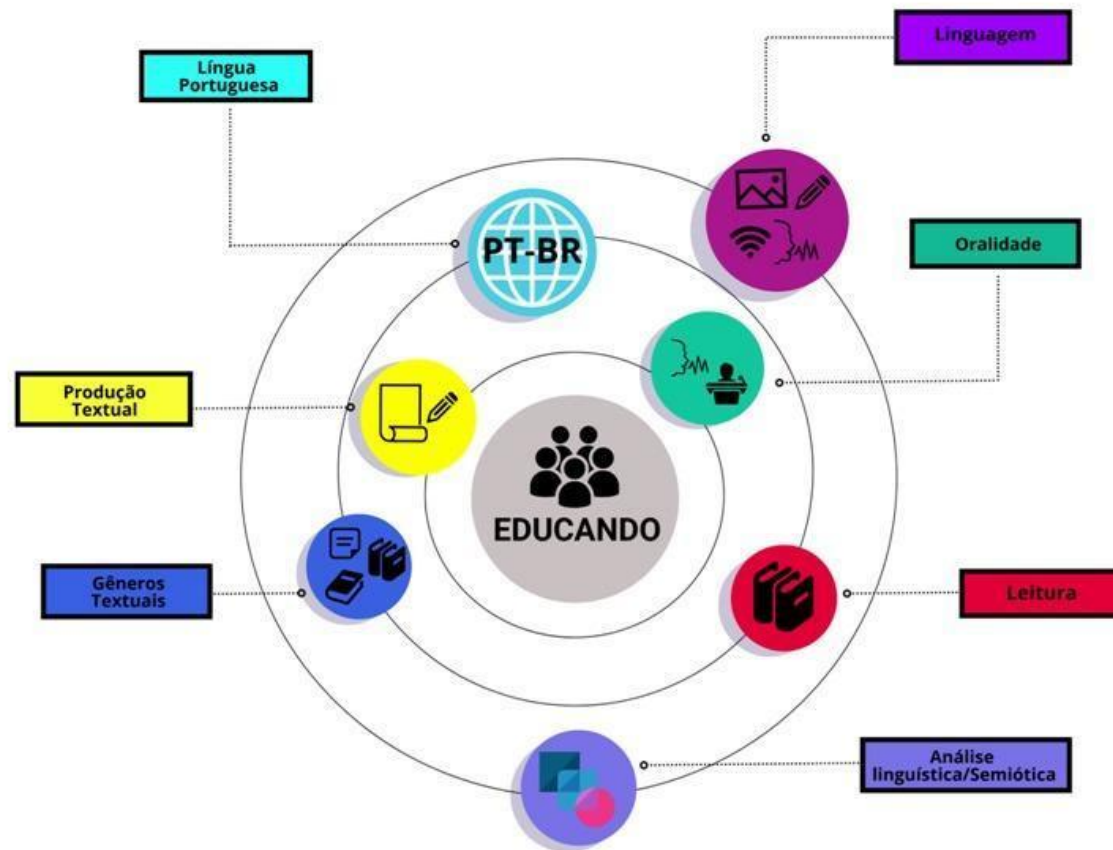 Linguagem
Língua
Portuguesa
PT-BR
Oralidade
Produção
Textual
EDUCANDO
Gêneros
Textuais
Leitura
Análise
linguística/Semiótica